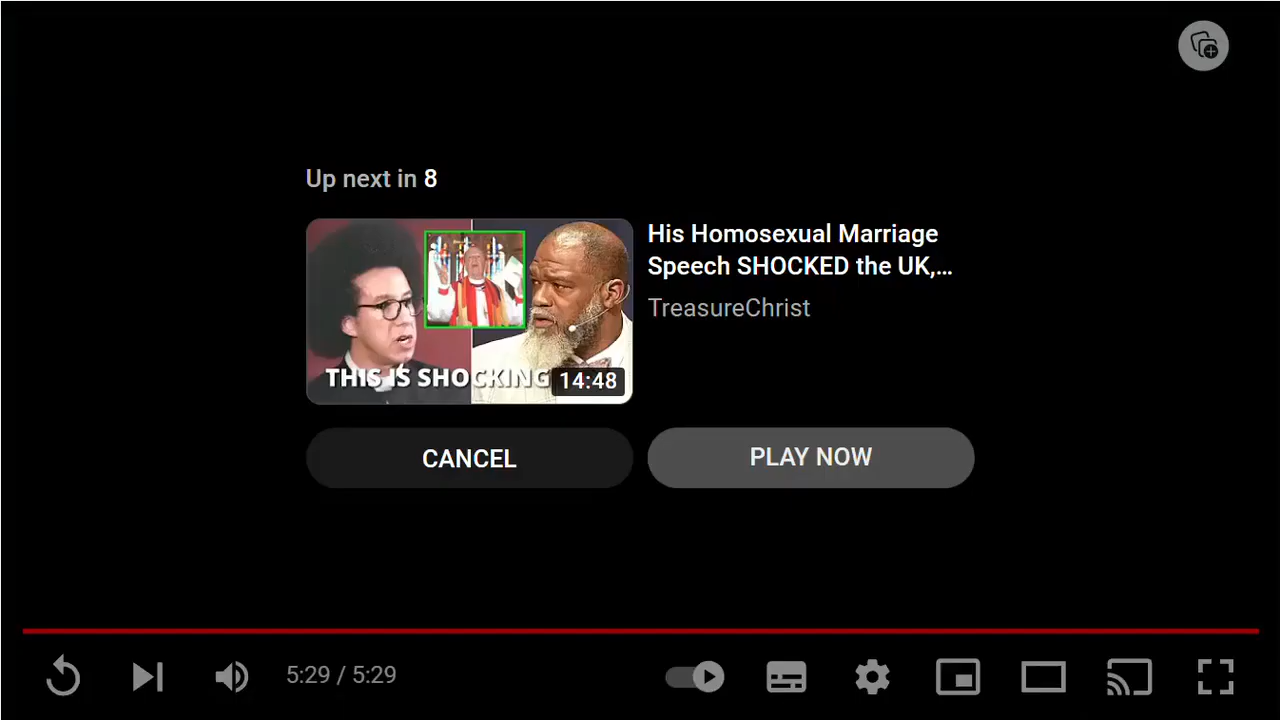 Up next in 8
His Homosexual Marriage
Speech SHOCKED the UK,...
TreasureChrist
THIS IS SHOCKING
14:48
CANCEL
PLAY NOW
5:29 / 5:29